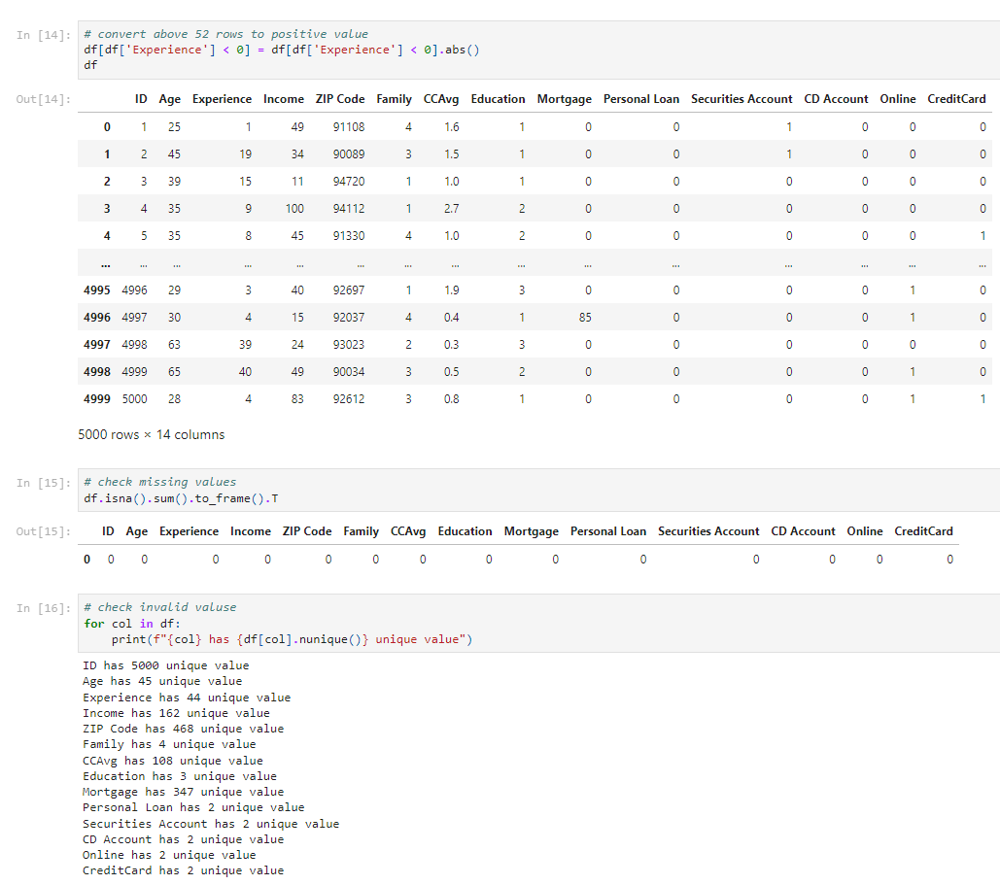 In [14]: # convert above 52 rows to positive value
df[df['Experience'] < 0] = df[df['Experience'] < 0].abs()
df
Out[14]: ID Age Experience Income ZIP Code Family CCAvg Education Mortgage Personal Loan Securities Account CD Account Online CreditCard
0 1 25 1 49 91108 4 1.6 1 0 0 1 0 0 0
1 2 45 19 34 90089 3 1.5 1 0 0 1 0 0 0
2 3 39 15 11 94720 1 1.0 1 0 0 0 0 0 0
3 4 35 9 100 94112 1 2.7 2 0 0 0 0 0 0
4 5 35 8 45 91330 4 1.0 2 0 0 0 0 0 1
... ... ... ... ... ... ... ... ... ... ... ... ... ... ...
4995 4996 29 3 40 92697 1 1.9 3 0 0 0 0 1 0
4996 4997 30 4 15 92037 4 0.4 1 85 0 0 0 1 0
4997 4998 63 39 24 93023 2 0.3 3 0 0 0 0 0 0
4998 4999 65 40 49 90034 3 0.5 2 0 0 0 0 1 0
4999 5000 28 4 83 92612 3 0.8 1 0 0 0 0 1 1
5000 rows × 14 columns
In [15]: # check missing values
df.isna().sum().to_frame().T
Out[15]: ID Age Experience Income ZIP Code Family CCAvg Education Mortgage Personal Loan Securities Account CD Account Online CreditCard
0 0 0 0 0 0 0 0 0 0 0 0 0 0 0
In [16]: # check invalid valuse
for col in df:
    print(f"{col} has {df[col].nunique()} unique value")
ID has 5000 unique value
Age has 45 unique value
Experience has 44 unique value
Income has 162 unique value
ZIP Code has 468 unique value
Family has 4 unique value
CCAvg has 108 unique value
Education has 3 unique value
Mortgage has 347 unique value
Personal Loan has 2 unique value
Securities Account has 2 unique value
CD Account has 2 unique value
Online has 2 unique value
CreditCard has 2 unique value